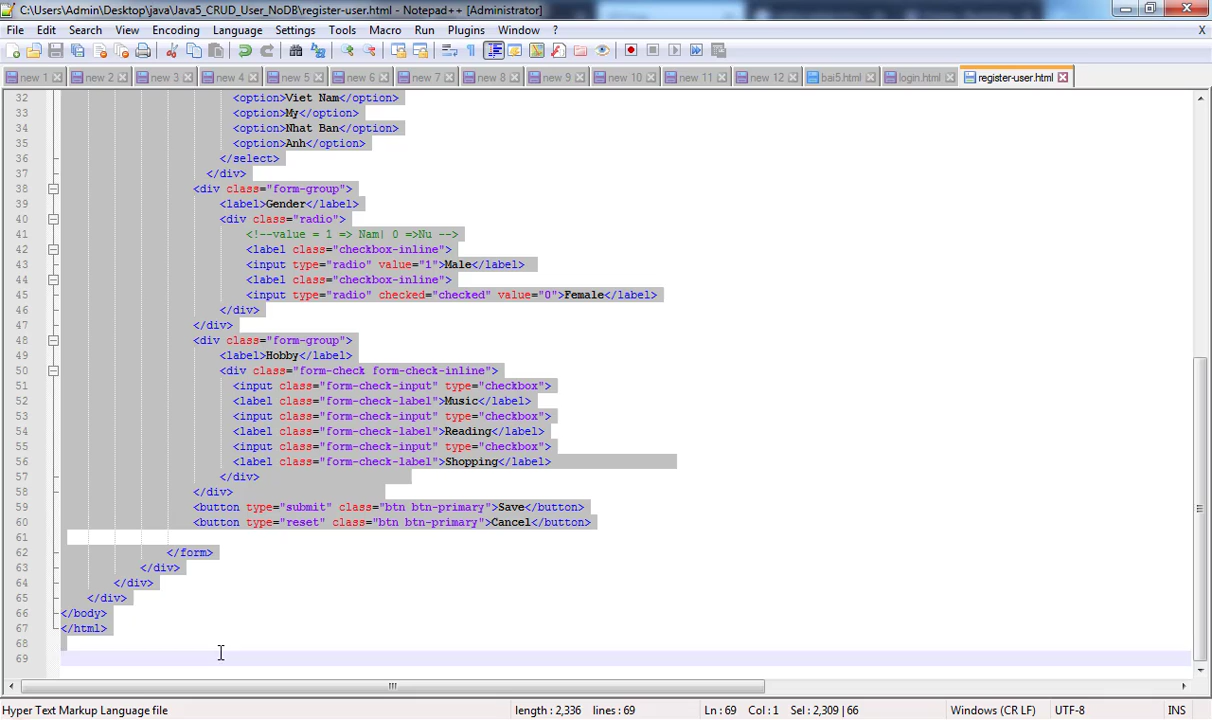 C:\Users\Admin\Desktop\java\Java5_CRUD_User_NoDB\register-user.html - Notepad++ [Administrator]
File Edit Search View Encoding Language Settings Tools Macro Run Plugins Window ? X
new 1 new 2 new 3 new 4 new 5 new 6 new 7 new 8 new 9 new 10 new 11 new 12 bai5.html login.html register-user.html
32 <option>Viet Nam</option>
33 <option>My</option>
34 <option>Nhat Ban</option>
35 <option>Anh</option>
36 </select>
37 </div>
38 <div class="form-group">
39 <label>Gender</label>
40 <div class="radio">
41 <!--value = 1 => Nam| 0 =>Nu -->
42 <label class="checkbox-inline">
43 <input type="radio" value="1">Male</label>
44 <label class="checkbox-inline">
45 <input type="radio" checked="checked" value="0">Female</label>
46 </div>
47 </div>
48 <div class="form-group">
49 <label>Hobby</label>
50 <div class="form-check form-check-inline">
51 <input class="form-check-input" type="checkbox">
52 <label class="form-check-label">Music</label>
53 <input class="form-check-input" type="checkbox">
54 <label class="form-check-label">Reading</label>
55 <input class="form-check-input" type="checkbox">
56 <label class="form-check-label">Shopping</label>
57 </div>
58 </div>
59 <button type="submit" class="btn btn-primary">Save</button>
60 <button type="reset" class="btn btn-primary">Cancel</button>
61
62 </form>
63 </div>
64 </div>
65 </div>
66 </body>
67 </html>
68
69
Hyper Text Markup Language file length : 2,336 lines : 69 Ln : 69 Col : 1 Sel : 2,309 | 66 Windows (CR LF) UTF-8 INS